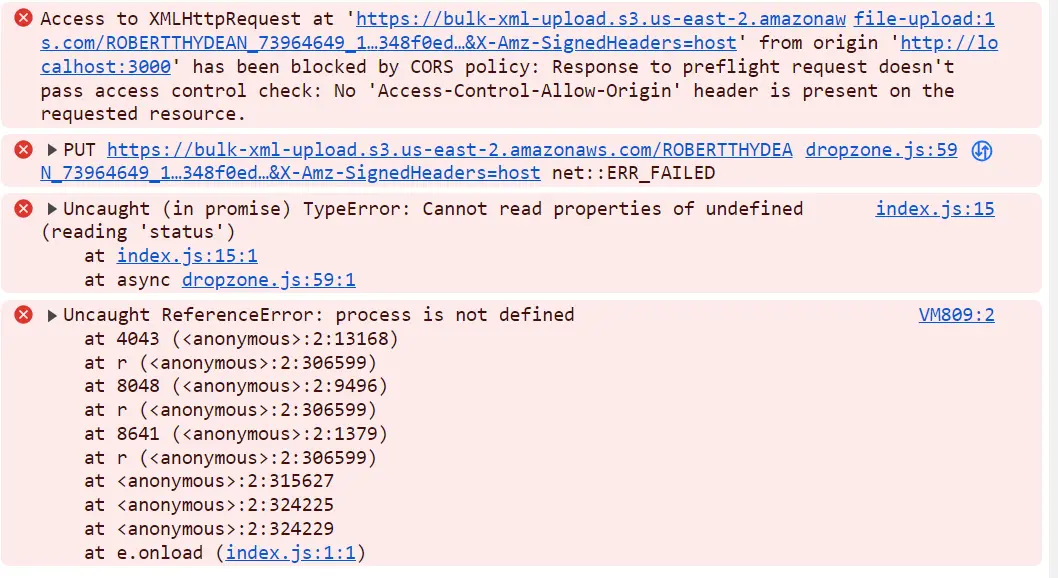 Access to XMLHttpRequest at 'https://bulk-xml-upload.s3.us-east-2.amazonaw file-upload:1
s.com/ROBERTTHYDEAN_73964649_1…348f0ed…&X-Amz-SignedHeaders=host' from origin 'http://lo
calhost:3000' has been blocked by CORS policy: Response to preflight request doesn't
pass access control check: No 'Access-Control-Allow-Origin' header is present on the
requested resource.
PUT https://bulk-xml-upload.s3.us-east-2.amazonaws.com/ROBERTTHYDEA dropzone.js:59
N_73964649_1…348f0ed…&X-Amz-SignedHeaders=host net::ERR_FAILED
Uncaught (in promise) TypeError: Cannot read properties of undefined index.js:15
(reading 'status')
at index.js:15:1
at async dropzone.js:59:1
Uncaught ReferenceError: process is not defined VM809:2
at 4043 (<anonymous>:2:13168)
at r (<anonymous>:2:306599)
at 8048 (<anonymous>:2:9496)
at r (<anonymous>:2:306599)
at 8641 (<anonymous>:2:1379)
at r (<anonymous>:2:306599)
at <anonymous>:2:315627
at <anonymous>:2:324225
at <anonymous>:2:324229
at e.onload (index.js:1:1)